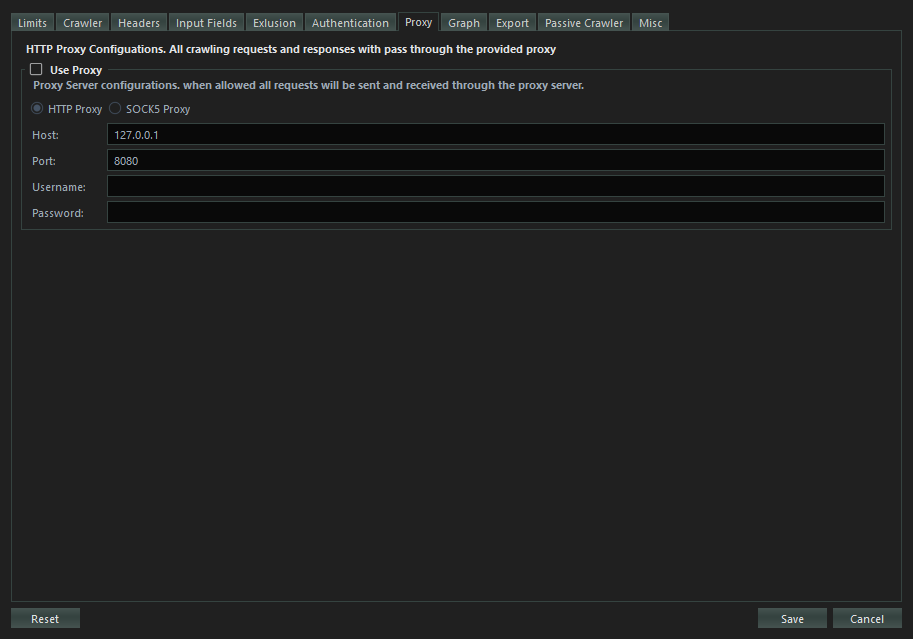 Limits Crawler Headers Input Fields Exlusion Authentication Proxy Graph Export Passive Crawler Misc
HTTP Proxy Configuations. All crawling requests and responses with pass through the provided proxy
Use Proxy
Proxy Server configurations. when allowed all requests will be sent and received through the proxy server.
HTTP Proxy SOCK5 Proxy
Host: 127.0.0.1
Port: 8080
Username:
Password:
Reset Save Cancel